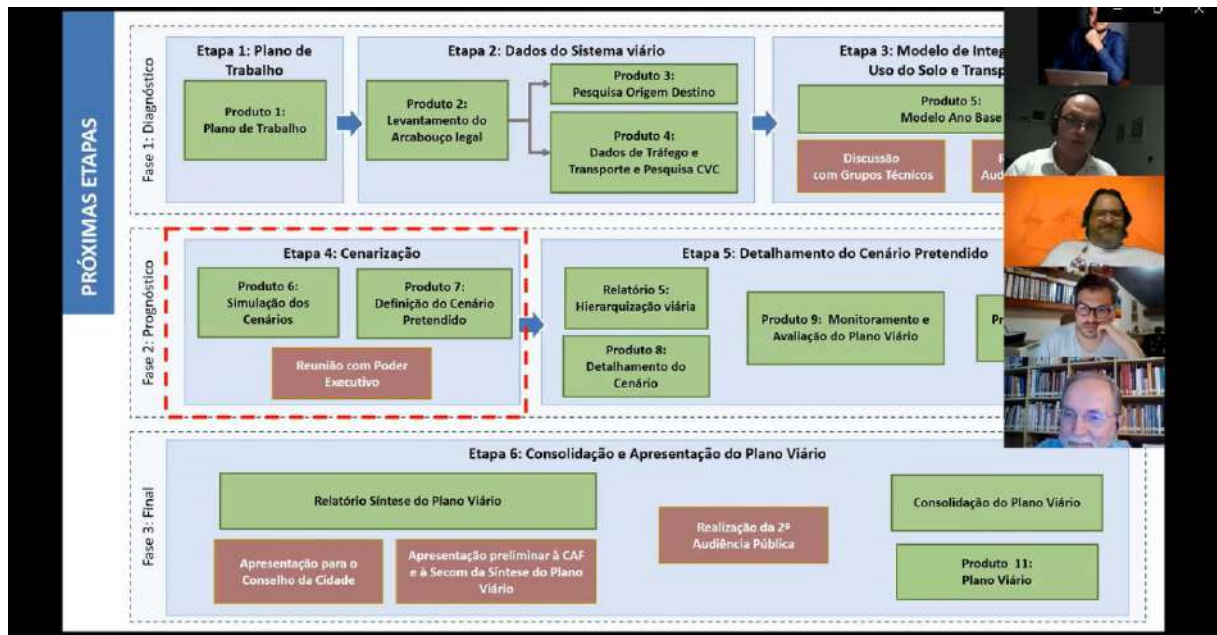 PRÓXIMAS ETAPAS
Fase 1: Diagnóstico
Etapa 1: Plano de
Trabalho
Produto 1:
Plano de Trabalho
Etapa 2: Dados do Sistema viário
Produto 2:
Levantamento do
Arcabouço legal
Produto 3:
Pesquisa Origem Destino
Produto 4:
Dados de Tráfego e
Transporte e Pesquisa CVC
Etapa 3: Modelo de Integ
Uso do Solo e Transp
Produto 5:
Modelo Ano Base
Discussão
com Grupos Técnicos
Aud
Fase 2: Prognóstico
Etapa 4: Cenarização
Produto 6:
Simulação dos
Cenários
Produto 7:
Definição do Cenário
Pretendido
Reunião com Poder
Executivo
Etapa 5: Detalhamento do Cenário Pretendido
Relatório 5:
Hierarquização viária
Produto 8:
Detalhamento do
Cenário
Produto 9: Monitoramento e
Avaliação do Plano Viário
Pr
Fase 3: Final
Etapa 6: Consolidação e Apresentação do Plano Viário
Relatório Síntese do Plano Viário
Apresentação para o
Conselho da Cidade
Apresentação preliminar à CAF
e à Secom da Síntese do Plano
Viário
Realização da 2ª
Audiência Pública
Consolidação do Plano Viário
Produto 11:
Plano Viário